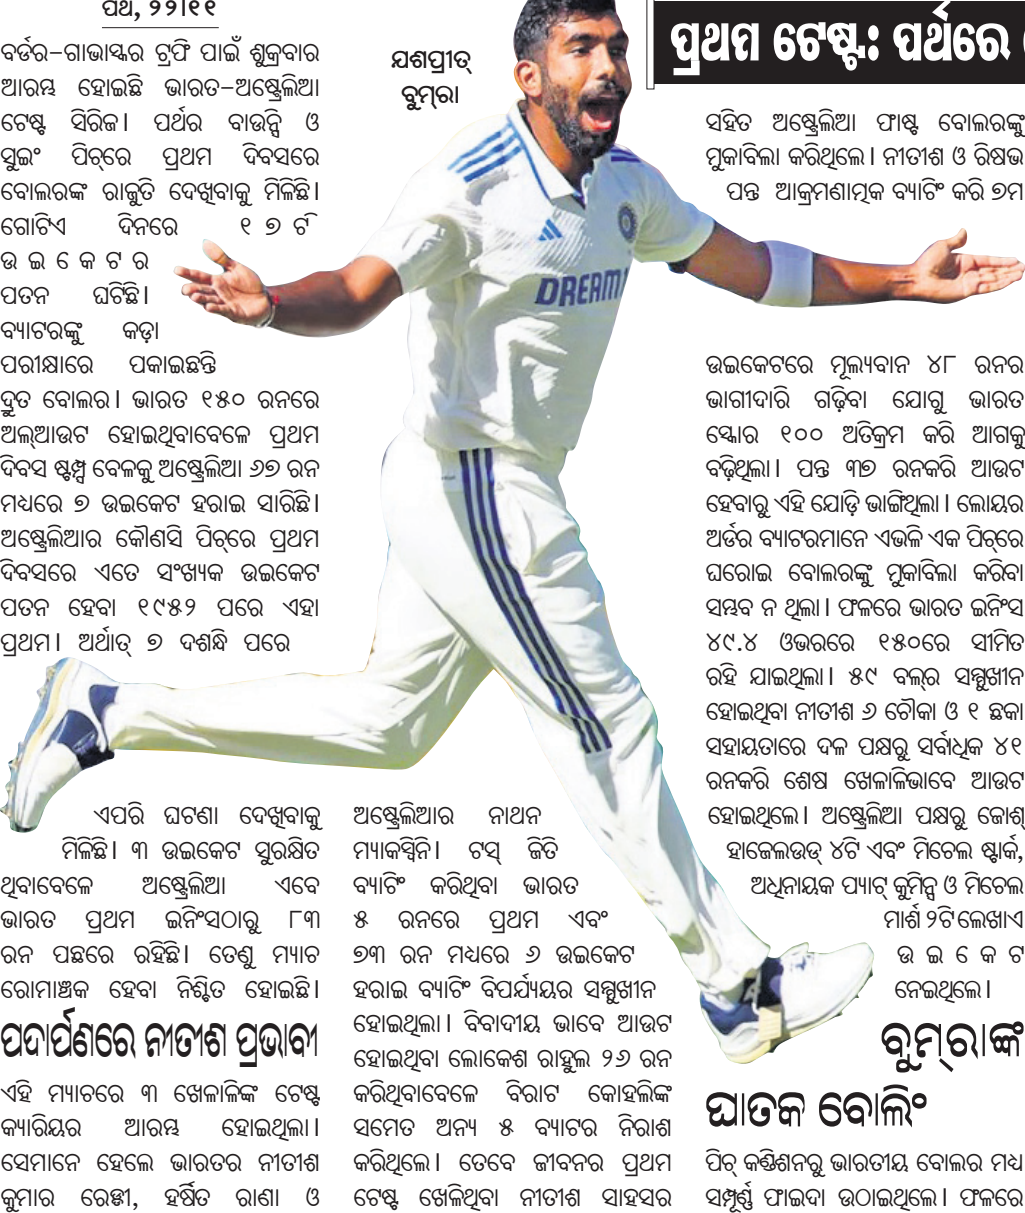 ପ୍ରଥମ ଟେଷ୍ଟ: ପର୍ଥରେ
ପର୍ଥ, ୨୨।୧୧
ବର୍ଡର-ଗାଭାସ୍କର ଟ୍ରଫି ପାଇଁ ଶୁକ୍ରବାର
ଆରମ୍ଭ ହୋଇଛି ଭାରତ-ଅଷ୍ଟ୍ରେଲିଆ
ଟେଷ୍ଟ ସିରିଜ। ପର୍ଥର ବାଉନ୍ସି ଓ
ସୁଇଂ ପିଚ୍‌ରେ ପ୍ରଥମ ଦିବସରେ
ବୋଲରଙ୍କ ରାଜୁତି ଦେଖିବାକୁ ମିଳିଛି।
ଗୋଟିଏ ଦିନରେ ୧୭ଟି
ଉଇକେଟର
ପତନ ଘଟିଛି।
ବ୍ୟାଟରଙ୍କୁ କଡ଼ା
ପରୀକ୍ଷାରେ ପକାଇଛନ୍ତି
ଦ୍ରୁତ ବୋଲର। ଭାରତ ୧୫୦ ରନରେ
ଅଲ୍‌ଆଉଟ ହୋଇଥିବାବେଳେ ପ୍ରଥମ
ଦିବସ ଷ୍ଟମ୍ପ ବେଳକୁ ଅଷ୍ଟ୍ରେଲିଆ ୬୭ ରନ
ମଧ୍ୟରେ ୭ ଉଇକେଟ ହରାଇ ସାରିଛି।
ଅଷ୍ଟ୍ରେଲିଆର କୌଣସି ପିଚ୍‌ରେ ପ୍ରଥମ
ଦିବସରେ ଏତେ ସଂଖ୍ୟକ ଉଇକେଟ
ପତନ ହେବା ୧୯୫୨ ପରେ ଏହା
ପ୍ରଥମ। ଅର୍ଥାତ୍ ୭ ଦଶନ୍ଧି ପରେ
ଏପରି ଘଟଣା ଦେଖିବାକୁ
ମିଳିଛି। ୩ ଉଇକେଟ ସୁରକ୍ଷିତ
ଥିବାବେଳେ ଅଷ୍ଟ୍ରେଲିଆ ଏବେ
ଭାରତ ପ୍ରଥମ ଇନିଂସଠାରୁ ୮୩
ରନ ପଛରେ ରହିଛି। ତେଣୁ ମ୍ୟାଚ
ରୋମାଞ୍ଚକ ହେବା ନିଶ୍ଚିତ ହୋଇଛି।
ପଦାର୍ପଣରେ ନୀତୀଶ ପ୍ରଭାବୀ
ଏହି ମ୍ୟାଚରେ ୩ ଖେଳାଳିଙ୍କ ଟେଷ୍ଟ
କ୍ୟାରିୟର ଆରମ୍ଭ ହୋଇଥିଲା।
ସେମାନେ ହେଲେ ଭାରତର ନୀତୀଶ
କୁମାର ରେଡ୍ଡୀ, ହର୍ଷିତ ରାଣା ଓ
ଯଶପ୍ରୀତ୍
ବୁମ୍‌ରା
DREAM
ଅଷ୍ଟ୍ରେଲିଆର ନାଥନ
ମ୍ୟାକସ୍ୱିନି। ଟସ୍ ଜିତି
ବ୍ୟାଟିଂ କରିଥିବା ଭାରତ
୫ ରନରେ ପ୍ରଥମ ଏବଂ
୭୩ ରନ ମଧ୍ୟରେ ୬ ଉଇକେଟ
ହରାଇ ବ୍ୟାଟିଂ ବିପର୍ଯ୍ୟୟର ସମ୍ମୁଖୀନ
ହୋଇଥିଲା। ବିବାଦୀୟ ଭାବେ ଆଉଟ
ହୋଇଥିବା ଲୋକେଶ ରାହୁଲ ୨୬ ରନ
କରିଥିବାବେଳେ ବିରାଟ କୋହଲିଙ୍କ
ସମେତ ଅନ୍ୟ ୫ ବ୍ୟାଟର ନିରାଶ
କରିଥିଲେ। ତେବେ ଜୀବନର ପ୍ରଥମ
ଟେଷ୍ଟ ଖେଳିଥିବା ନୀତୀଶ ସାହସର
ସହିତ ଅଷ୍ଟ୍ରେଲିଆ ଫାଷ୍ଟ ବୋଲରଙ୍କୁ
ମୁକାବିଲା କରିଥିଲେ। ନୀତୀଶ ଓ ରିଷଭ
ପନ୍ତ ଆକ୍ରମଣାତ୍ମକ ବ୍ୟାଟିଂ କରି ୭ମ
ଉଇକେଟରେ ମୂଲ୍ୟବାନ ୪୮ ରନର
ଭାଗୀଦାରି ଗଢ଼ିବା ଯୋଗୁ ଭାରତ
ସ୍କୋର ୧୦୦ ଅତିକ୍ରମ କରି ଆଗକୁ
ବଢ଼ିଥିଲା। ପନ୍ତ ୩୭ ରନକରି ଆଉଟ
ହେବାରୁ ଏହି ଯୋଡ଼ି ଭାଙ୍ଗିଥିଲା। ଲୋୟର
ଅର୍ଡର ବ୍ୟାଟରମାନେ ଏଭଳି ଏକ ପିଚ୍‌ରେ
ଘରୋଇ ବୋଲରଙ୍କୁ ମୁକାବିଲା କରିବା
ସମ୍ଭବ ନ ଥିଲା। ଫଳରେ ଭାରତ ଇନିଂସ
୪୯.୪ ଓଭରରେ ୧୫୦ରେ ସୀମିତ
ରହି ଯାଇଥିଲା। ୫୯ ବଲ୍‌ର ସମ୍ମୁଖୀନ
ହୋଇଥିବା ନୀତୀଶ ୬ ଚୌକା ଓ ୧ ଛକା
ସହାୟତାରେ ଦଳ ପକ୍ଷରୁ ସର୍ବାଧିକ ୪୧
ରନକରି ଶେଷ ଖେଳାଳିଭାବେ ଆଉଟ
ହୋଇଥିଲେ। ଅଷ୍ଟ୍ରେଲିଆ ପକ୍ଷରୁ ଜୋଶ୍
ହାଜେଲଉଡ୍ ୪ଟି ଏବଂ ମିଚେଲ ଷ୍ଟାର୍କ,
ଅଧିନାୟକ ପ୍ୟାଟ୍ କୁମିନ୍ସ ଓ ମିଚେଲ
ମାର୍ଶ ୨ଟି ଲେଖାଏ
ଉଇକେଟ
ନେଇଥିଲେ।
ବୁମ୍‌ରାଙ୍କ
ଘାତକ ବୋଲିଂ
ପିଚ୍ କଣ୍ଡିଶନରୁ ଭାରତୀୟ ବୋଲର ମଧ୍ୟ
ସମ୍ପୂର୍ଣ୍ଣ ଫାଇଦା ଉଠାଇଥିଲେ। ଫଳରେ